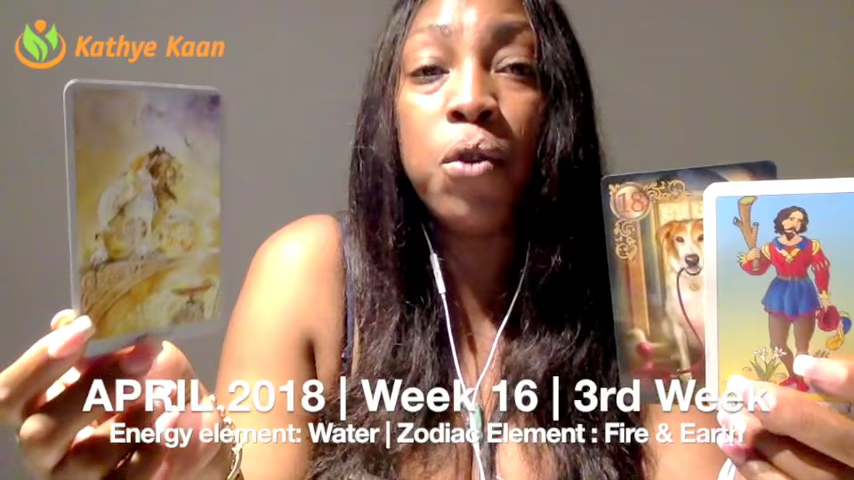 Kathye Kaan
18
APRIL 2018 | Week 16 | 3rd Week
Energy element: Water | Zodiac Element : Fire & Earth